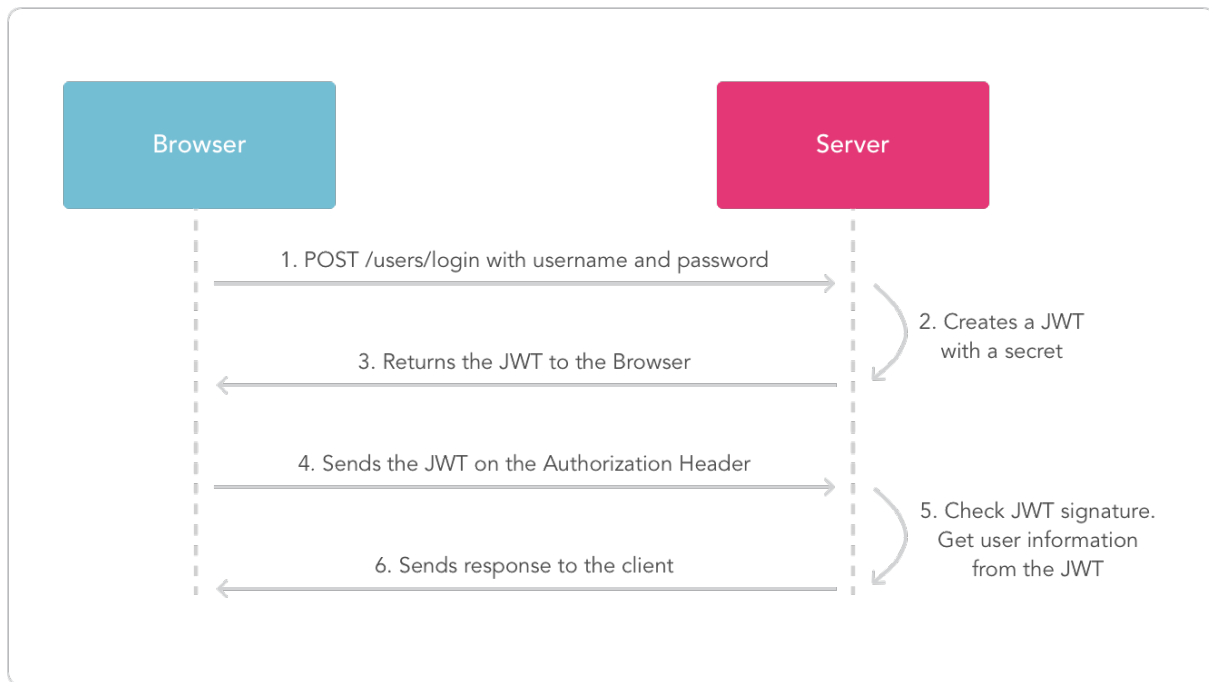 Browser
Server
1. POST /users/login with username and password
2. Creates a JWT
with a secret
3. Returns the JWT to the Browser
4. Sends the JWT on the Authorization Header
5. Check JWT signature.
Get user information
from the JWT
6. Sends response to the client